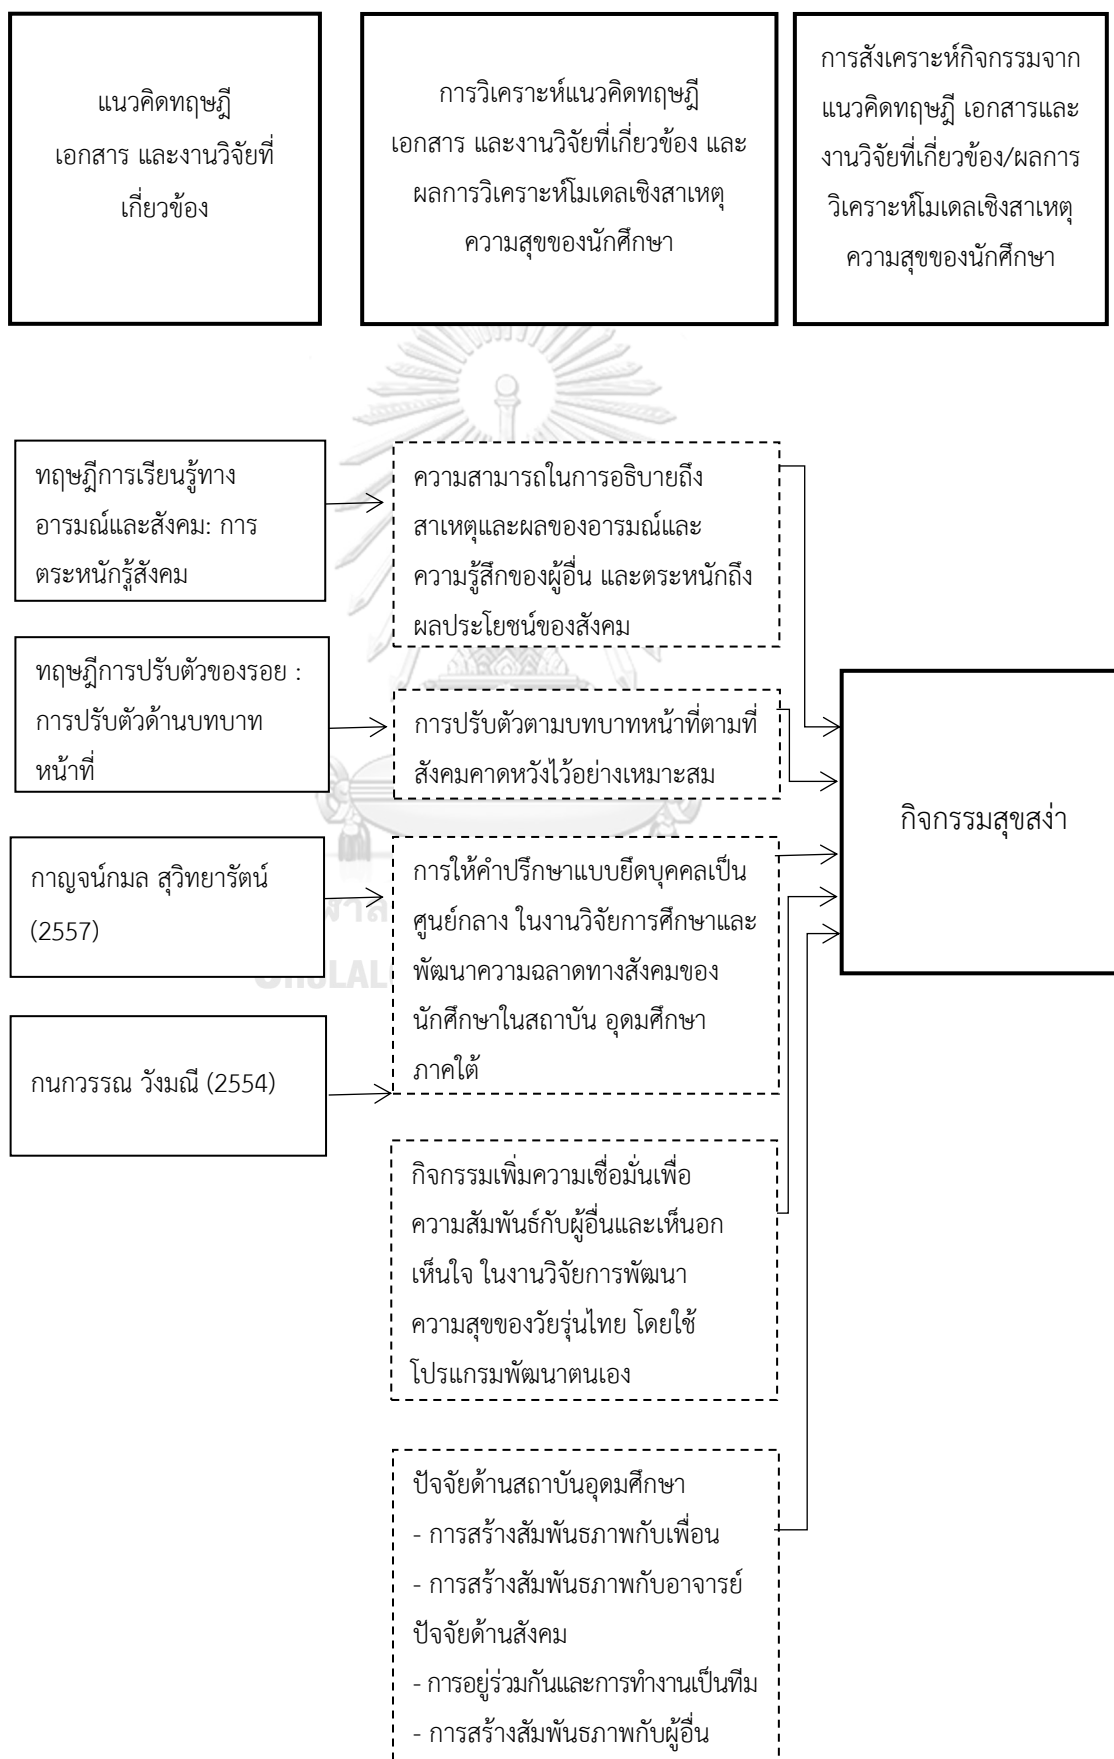 แนวคิดทฤษฎี
เอกสาร และงานวิจัยที่
เกี่ยวข้อง
การวิเคราะห์แนวคิดทฤษฎี
เอกสาร และงานวิจัยที่เกี่ยวข้อง และ
ผลการวิเคราะห์โมเดลเชิงสาเหตุ
ความสุขของนักศึกษา
การสังเคราะห์กิจกรรมจาก
แนวคิดทฤษฎี เอกสารและ
งานวิจัยที่เกี่ยวข้อง/ผลการ
วิเคราะห์โมเดลเชิงสาเหตุ
ความสุขของนักศึกษา
ทฤษฎีการเรียนรู้ทาง
อารมณ์และสังคม: การ
ตระหนักรู้สังคม
ความสามารถในการอธิบายถึง
สาเหตุและผลของอารมณ์และ
ความรู้สึกของผู้อื่น และตระหนักถึง
ผลประโยชน์ของสังคม
ทฤษฎีการปรับตัวของรอย :
การปรับตัวด้านบทบาท
หน้าที่
การปรับตัวตามบทบาทหน้าที่ตามที่
สังคมคาดหวังไว้อย่างเหมาะสม
กิจกรรมสุขสง่า
กาญจน์กมล สุวิทยารัตน์
(2557)
การให้คำปรึกษาแบบยึดบุคคลเป็น
ศูนย์กลาง ในงานวิจัยการศึกษาและ
พัฒนาความฉลาดทางสังคมของ
นักศึกษาในสถาบัน อุดมศึกษา
ภาคใต้
กนกวรรณ วังมณี (2554)
กิจกรรมเพิ่มความเชื่อมั่นเพื่อ
ความสัมพันธ์กับผู้อื่นและเห็นอก
เห็นใจ ในงานวิจัยการพัฒนา
ความสุขของวัยรุ่นไทย โดยใช้
โปรแกรมพัฒนาตนเอง
ปัจจัยด้านสถาบันอุดมศึกษา
- การสร้างสัมพันธภาพกับเพื่อน
- การสร้างสัมพันธภาพกับอาจารย์
ปัจจัยด้านสังคม
- การอยู่ร่วมกันและการทำงานเป็นทีม
- การสร้างสัมพันธภาพกับผู้อื่น